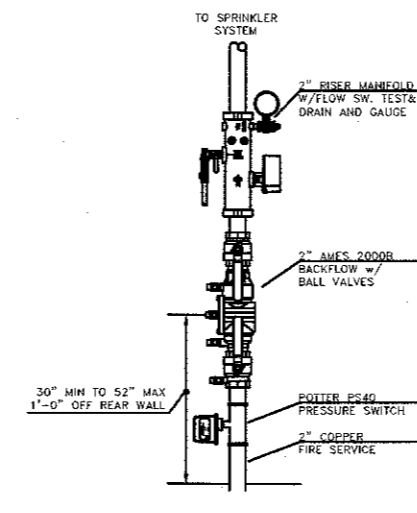 TO SPRINKLER
SYSTEM
2" RISER MANIFOLD
W/FLOW SW. TEST&
DRAIN AND GAUGE
2" AMES 2000B
BACKFLOW w/
BALL VALVES
30" MIN TO 52" MAX
1'-0" OFF REAR WALL
POTTER PS40
PRESSURE SWITCH
2" COPPER
FIRE SERVICE